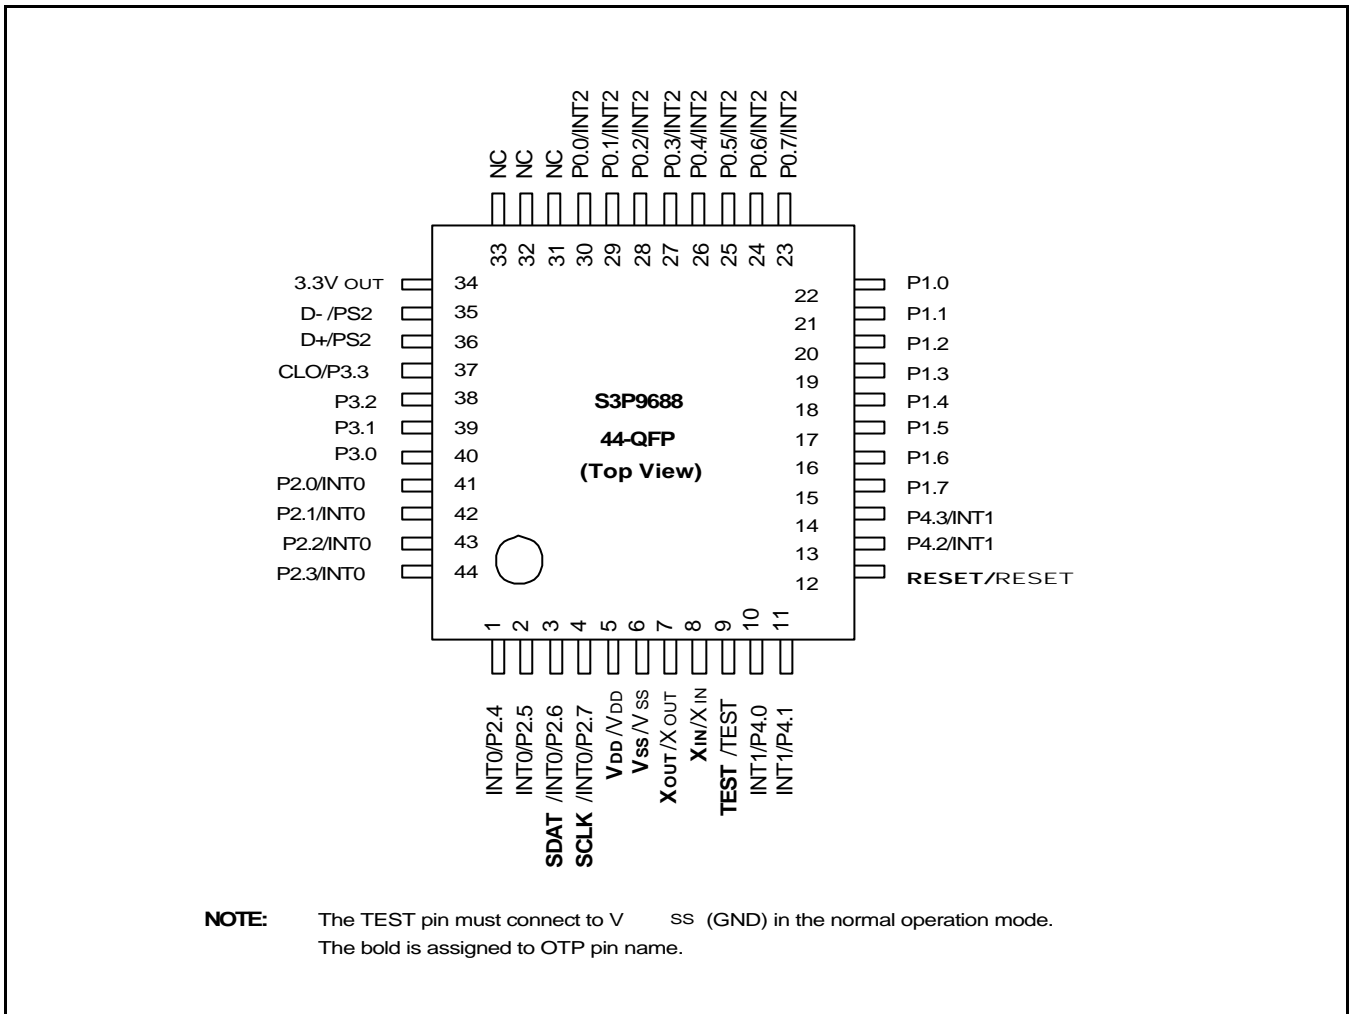 NC
NC
NC
P0.0/INT2
P0.1/INT2
P0.2/INT2
P0.3/INT2
P0.4/INT2
P0.5/INT2
P0.6/INT2
P0.7/INT2
33
32
31
30
29
28
27
26
25
24
23
3.3V OUT
D- /PS2
D+/PS2
CLO/P3.3
P3.2
P3.1
P3.0
P2.0/INT0
P2.1/INT0
P2.2/INT0
P2.3/INT0
34
35
36
37
38
39
40
41
42
43
44
S3P9688
44-QFP
(Top View)
22
21
20
19
18
17
16
15
14
13
12
P1.0
P1.1
P1.2
P1.3
P1.4
P1.5
P1.6
P1.7
P4.3/INT1
P4.2/INT1
RESET/RESET
1
2
3
4
5
6
7
8
9
10
11
INT0/P2.4
INT0/P2.5
SDAT /INT0/P2.6
SCLK /INT0/P2.7
VDD /VDD
VSS/V SS
XOUT /X OUT
XIN/X IN
TEST /TEST
INT1/P4.0
INT1/P4.1
NOTE: The TEST pin must connect to V SS (GND) in the normal operation mode.
The bold is assigned to OTP pin name.